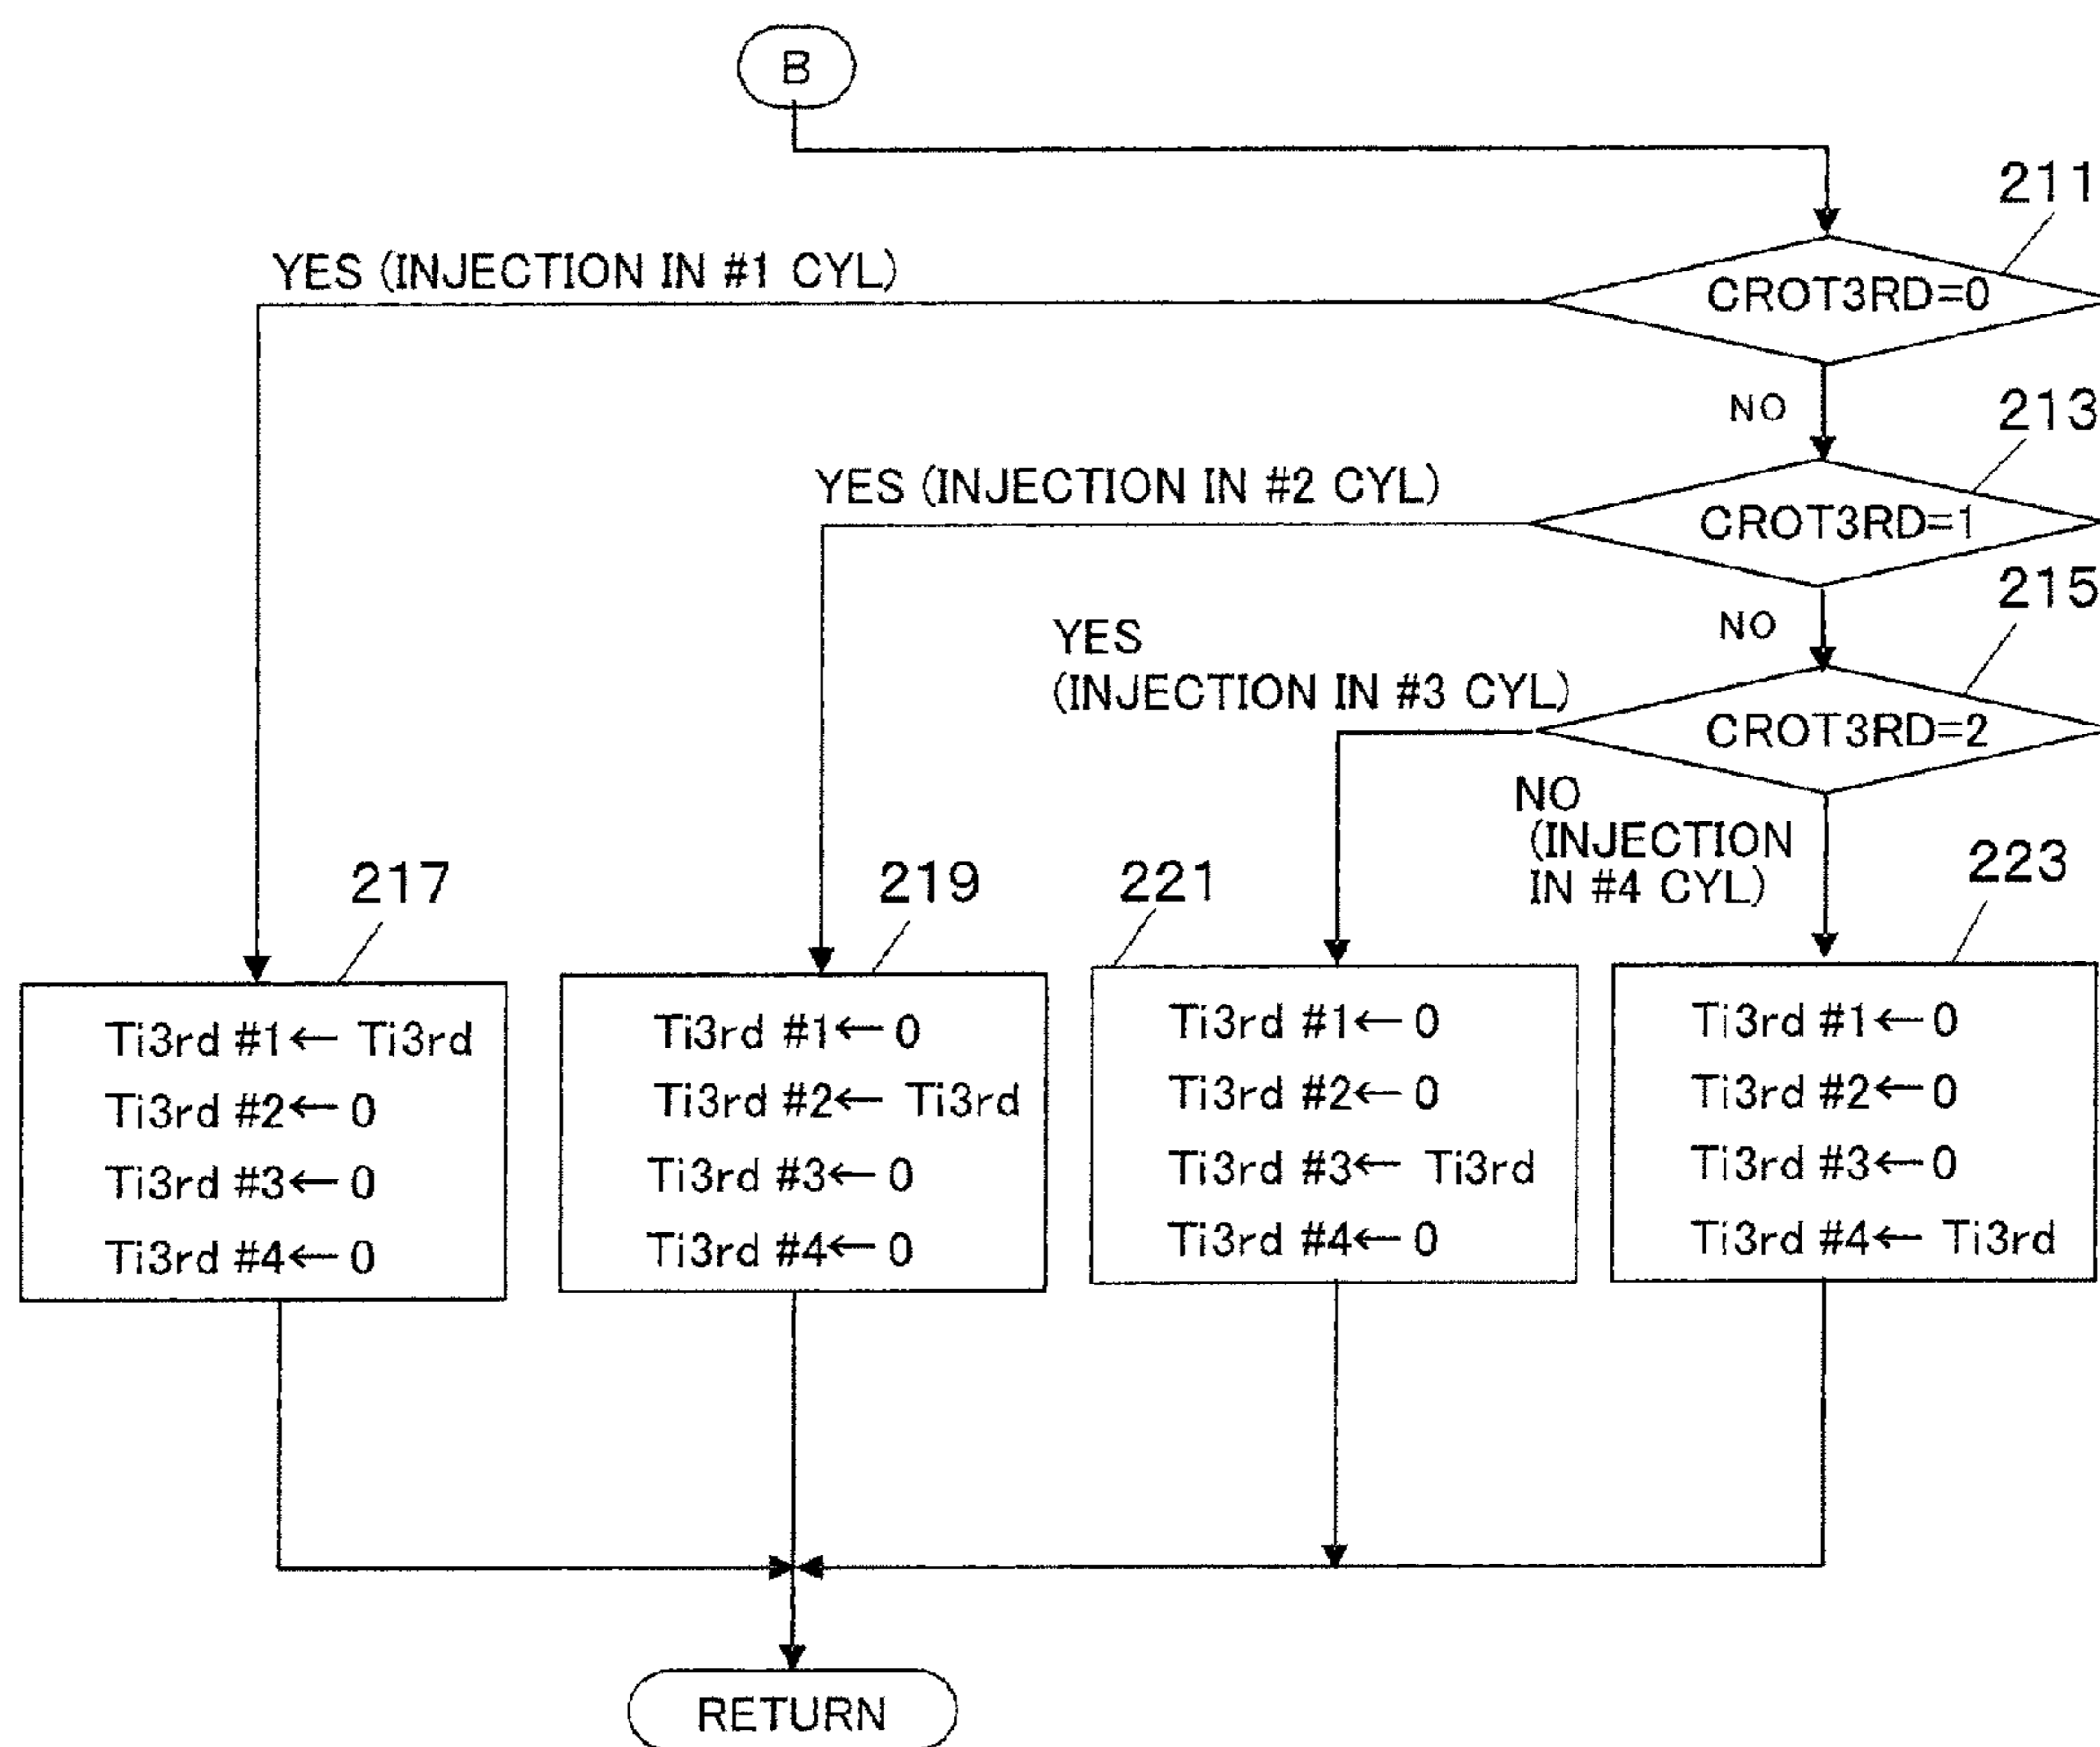 B
211
YES (INJECTION IN #1 CYL)
CROT3RD=0
NO
213
YES (INJECTION IN #2 CYL)
CROT3RD=1
NO
215
YES
(INJECTION IN #3 CYL)
CROT3RD=2
NO
(INJECTION
IN #4 CYL)
217
219
221
223
Ti3rd #1← Ti3rd
Ti3rd #2←0
Ti3rd #3←0
Ti3rd #4←0
Ti3rd #1←0
Ti3rd #2← Ti3rd
Ti3rd #3←0
Ti3rd #4←0
Ti3rd #1←0
Ti3rd #2←0
Ti3rd #3← Ti3rd
Ti3rd #4←0
Ti3rd #1←0
Ti3rd #2←0
Ti3rd #3←0
Ti3rd #4← Ti3rd
RETURN